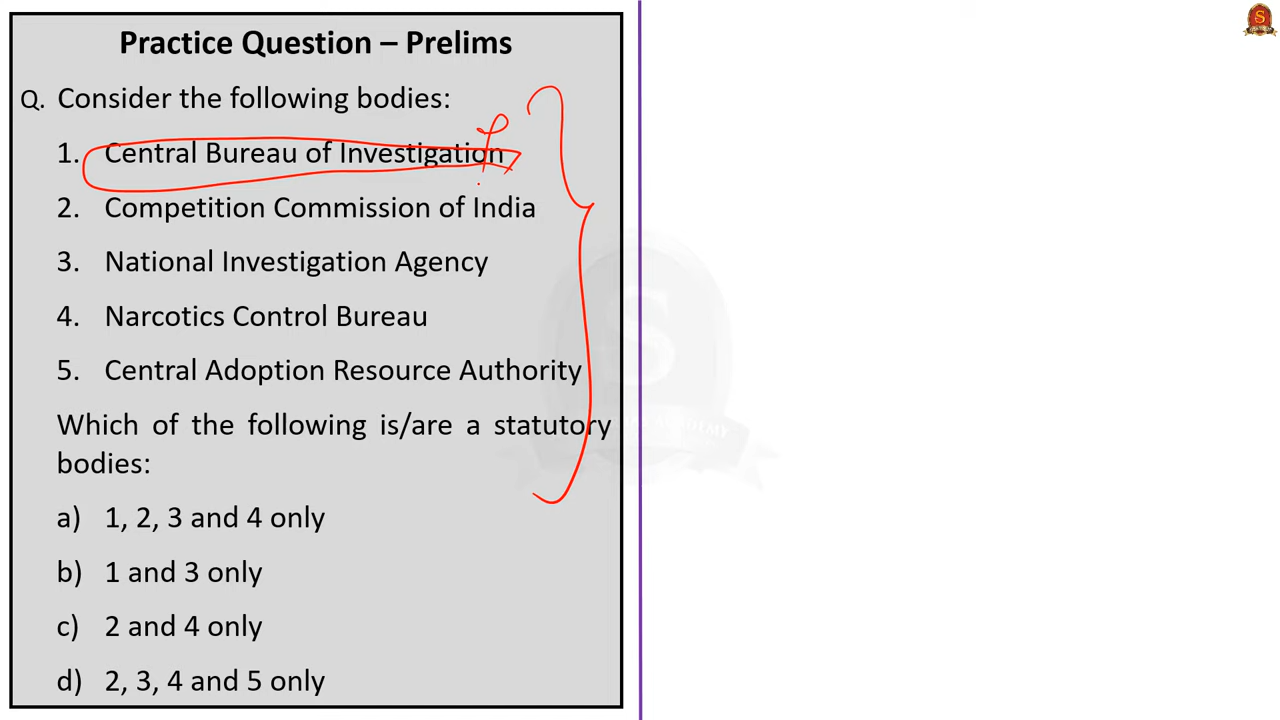 Practice Question – Prelims
Q. Consider the following bodies:
1. Central Bureau of Investigation
2. Competition Commission of India
3. National Investigation Agency
4. Narcotics Control Bureau
5. Central Adoption Resource Authority
Which of the following is/are a statutory
bodies:
a) 1, 2, 3 and 4 only
b) 1 and 3 only
c) 2 and 4 only
d) 2, 3, 4 and 5 only